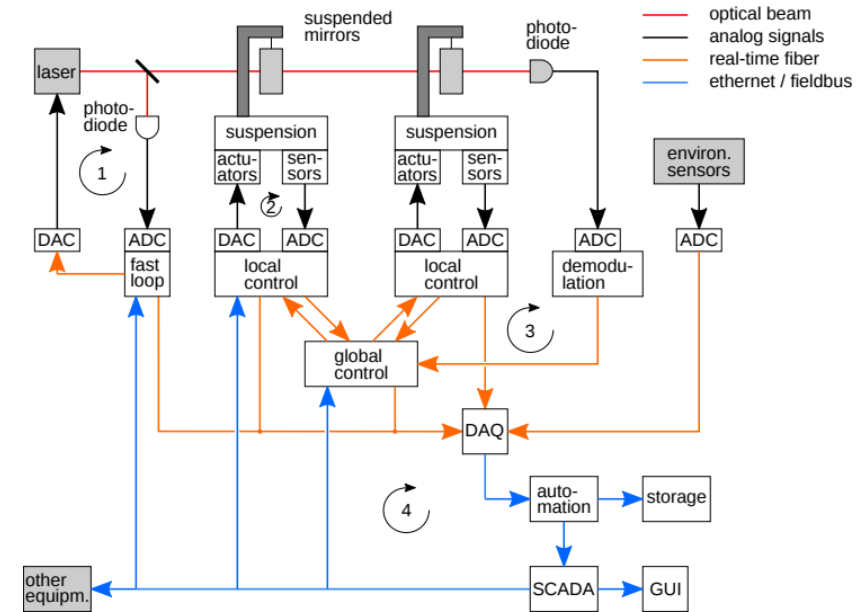 suspended
mirrors
photo-
diode
optical beam
analog signals
real-time fiber
ethernet / fieldbus
laser
photo-
diode
suspension
suspension
actu-
ators
sen-
sors
actu-
ators
sen-
sors
environ.
sensors
1
2
DAC
ADC
DAC
ADC
DAC
ADC
ADC
ADC
fast
loop
local
control
local
control
demodu-
lation
3
global
control
DAQ
4
auto-
mation
storage
other
equipm.
SCADA
GUI